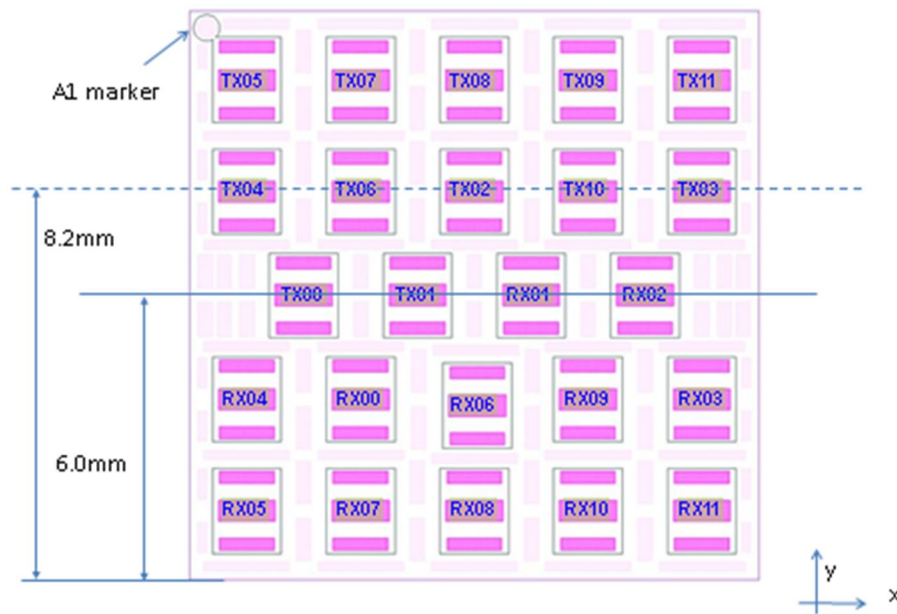 A1 marker
TX05 TX07 TX08 TX09 TX11
TX04 TX06 TX02 TX10 TX03
8.2mm
TX00 TX01 RX01 RX02
RX04 RX00 RX06 RX09 RX03
6.0mm
RX05 RX07 RX08 RX10 RX11
y
x